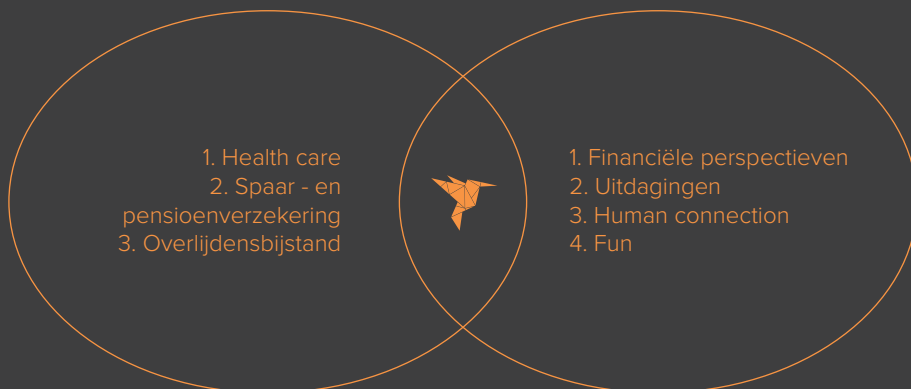 1. Health care
2. Spaar - en
pensioenverzekering
3. Overlijdensbijstand
1. Financiële perspectieven
2. Uitdagingen
3. Human connection
4. Fun